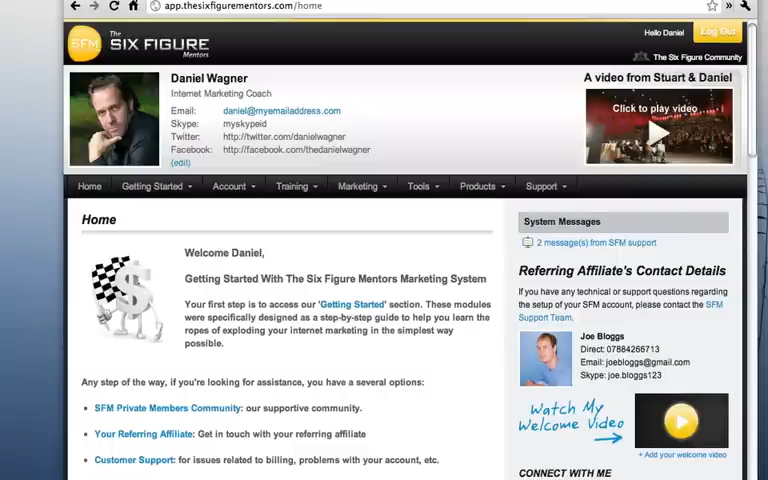 app.thesixfigurementors.com/home
Hello Daniel
Log Out
SFM
The
SIX FIGURE
Mentors
The Six Figure Community
Daniel Wagner
Internet Marketing Coach
Email: daniel@myemailaddress.com
Skype: myskypeid
Twitter: http://twitter.com/danielwagner
Facebook: http://facebook.com/thedanielwagner
(edit)
A video from Stuart & Daniel
Click to play video
Home Getting Started Account Training Marketing Tools Products Support
Home
Welcome Daniel,
Getting Started With The Six Figure Mentors Marketing System
Your first step is to access our 'Getting Started' section. These modules
were specifically designed as a step-by-step guide to help you learn the
ropes of exploding your internet marketing in the simplest way
possible.
Any step of the way, if you're looking for assistance, you have a several options:
• SFM Private Members Community: our supportive community.
• Your Referring Affiliate: Get in touch with your referring affiliate
• Customer Support: for issues related to billing, problems with your account, etc.
System Messages
2 message(s) from SFM support
Referring Affiliate's Contact Details
If you have any technical or support questions regarding
the setup of your SFM account, please contact the SFM
Support Team.
Joe Bloggs
Direct: 07884266713
Email: joebloggs@gmail.com
Skype: joe.bloggs123
Watch My
Welcome Video
+ Add your welcome video
CONNECT WITH ME